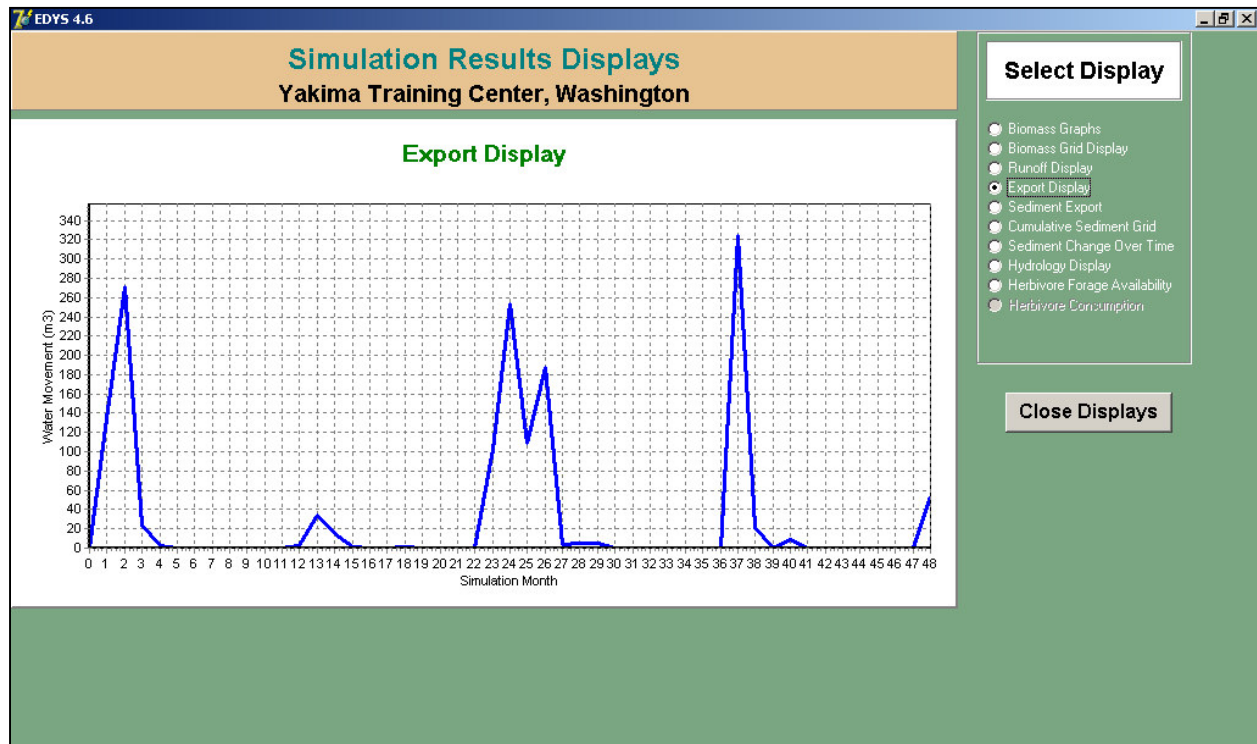 EDYS 4.6
Simulation Results Displays
Yakima Training Center, Washington
Export Display
340
320
300
280
260
240
220
200
180
160
140
120
100
80
60
40
20
0
Water Movement (m3)
0 1 2 3 4 5 6 7 8 9 10 11 12 13 14 15 16 17 18 19 20 21 22 23 24 25 26 27 28 29 30 31 32 33 34 35 36 37 38 39 40 41 42 43 44 45 46 47 48
Simulation Month
Select Display
Biomass Graphs
Biomass Grid Display
Runoff Display
Export Display
Sediment Export
Cumulative Sediment Grid
Sediment Change Over Time
Hydrology Display
Herbivore Forage Availability
Herbivore Consumption
Close Displays